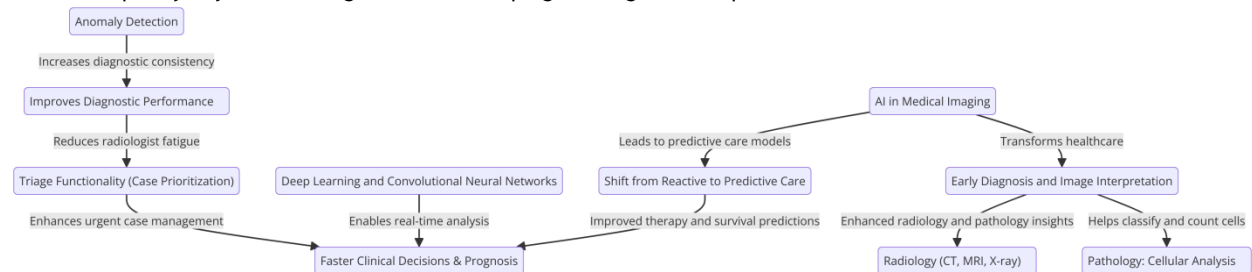 Anomaly Detection
Increases diagnostic consistency
Improves Diagnostic Performance
AI in Medical Imaging
Reduces radiologist fatigue
Leads to predictive care models
Transforms healthcare
Triage Functionality (Case Prioritization)
Deep Learning and Convolutional Neural Networks
Shift from Reactive to Predictive Care
Early Diagnosis and Image Interpretation
Enhances urgent case management
Enables real-time analysis
Improved therapy and survival predictions
Enhanced radiology and pathology insights
Helps classify and count cells
Faster Clinical Decisions & Prognosis
Radiology (CT, MRI, X-ray)
Pathology: Cellular Analysis